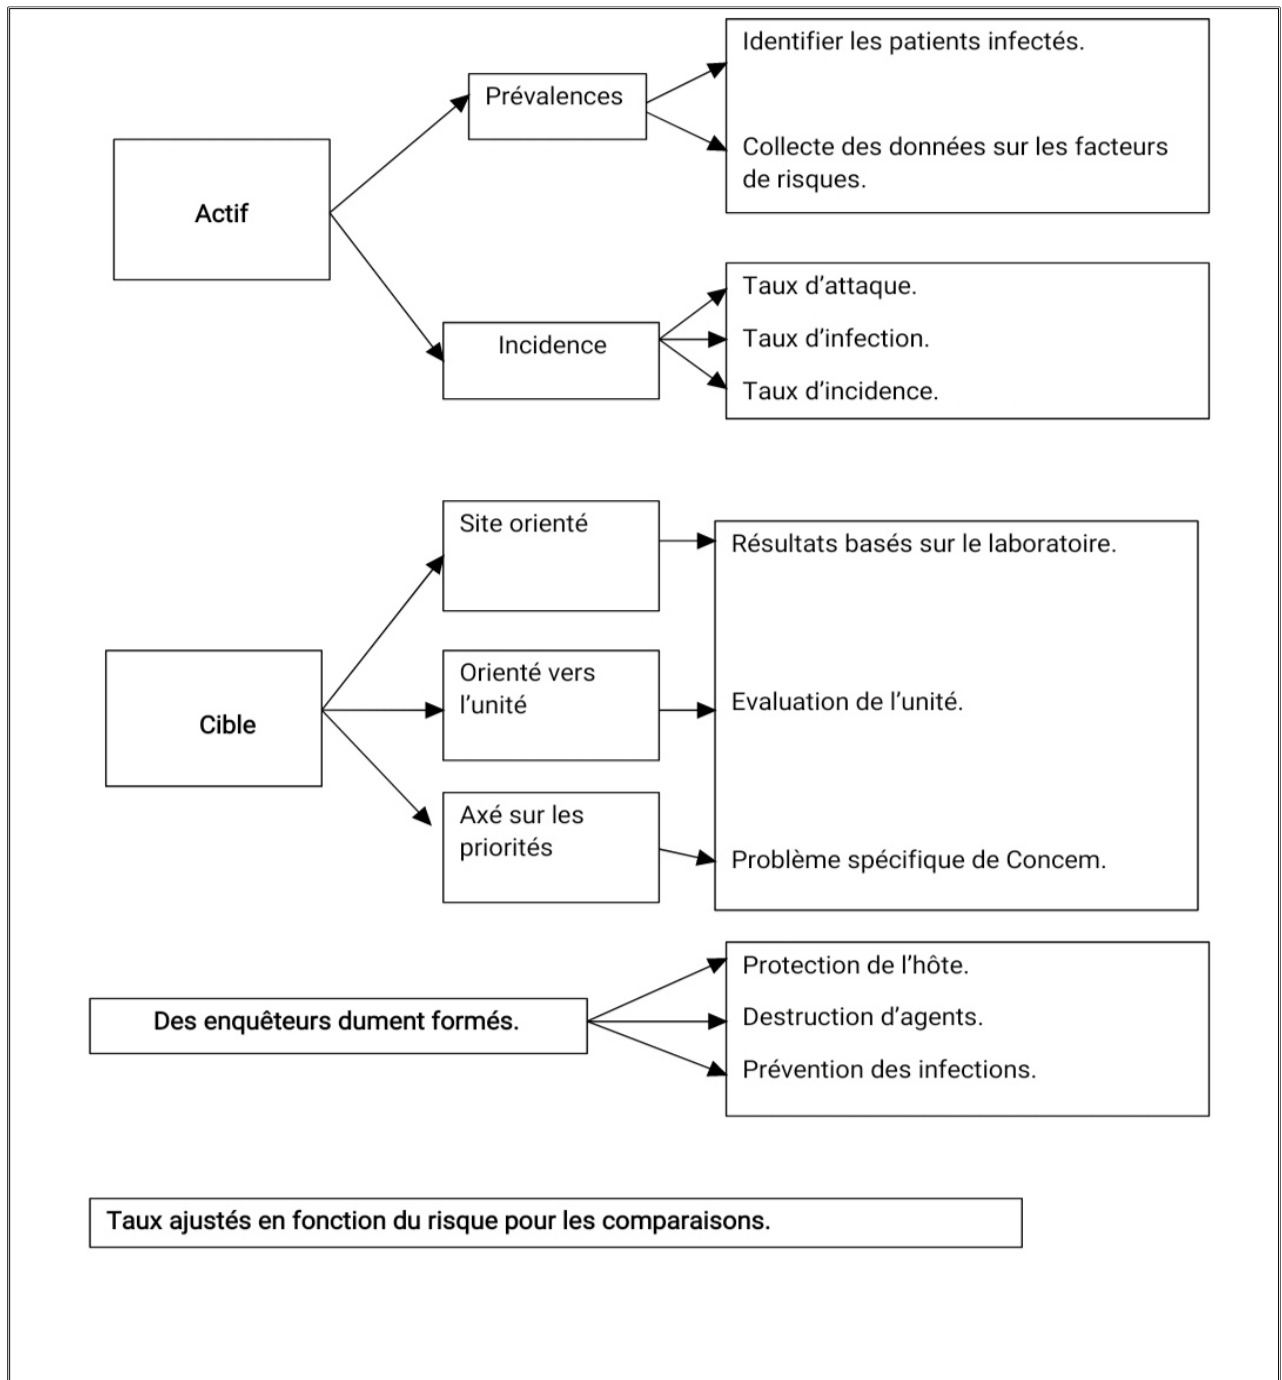 Identifier les patients infectés.
Prévalences
Collecte des données sur les facteurs
de risques.
Actif
Taux d’attaque.
Taux d’infection.
Incidence
Taux d’incidence.
Site orienté
Résultats basés sur le laboratoire.
Orienté vers
l’unité
Evaluation de l’unité.
Cible
Axé sur les
priorités
Problème spécifique de Concem.
Protection de l’hôte.
Des enquêteurs dument formés.
Destruction d’agents.
Prévention des infections.
Taux ajustés en fonction du risque pour les comparaisons.